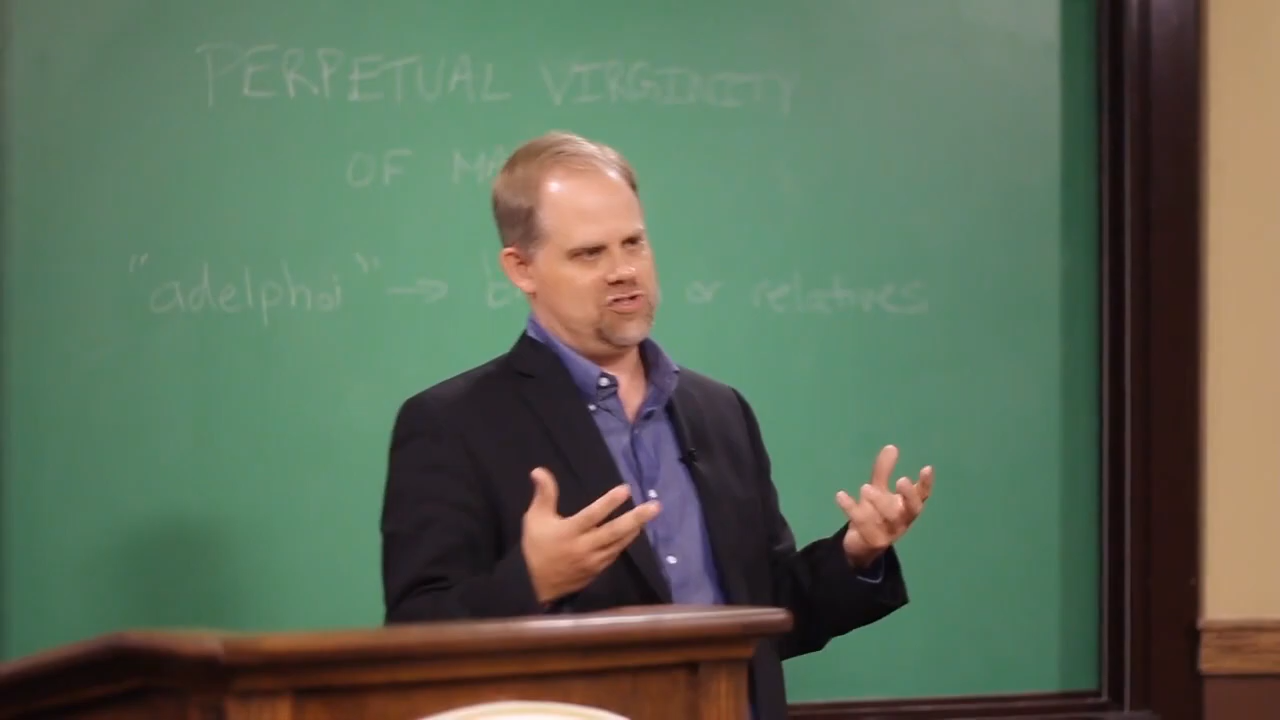 PERPETUAL VIRGINITY
OF
"adelphoi" → or relatives